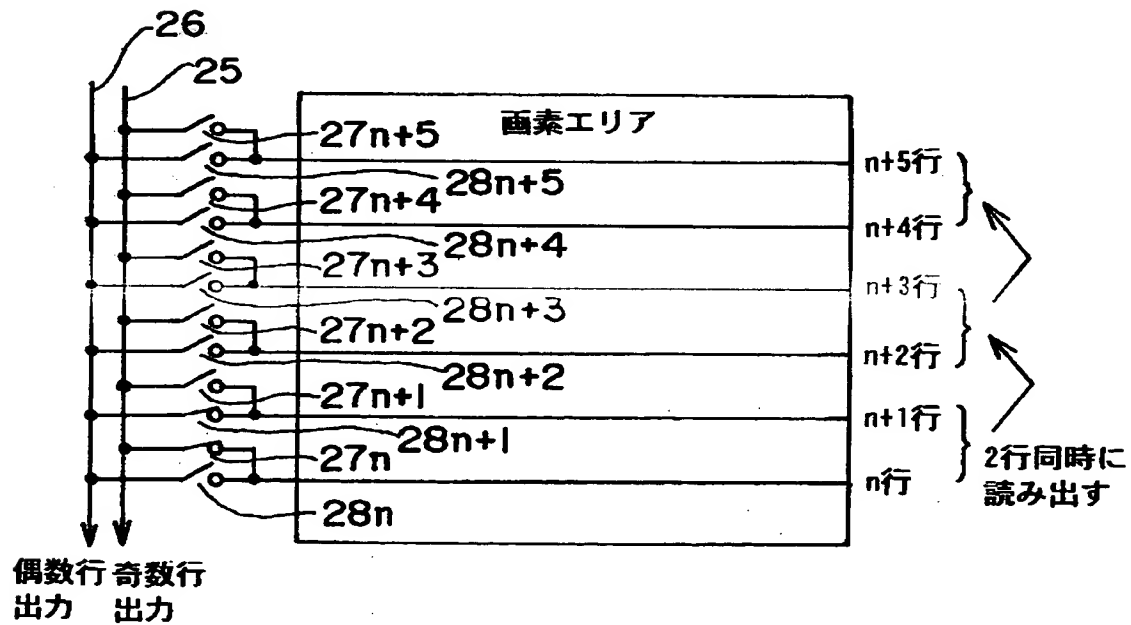 26
25
画素エリア
27n+5
n+5行
28n+5
27n+4
n+4行
28n+4
27n+3
n+3行
28n+3
27n+2
n+2行
28n+2
27n+1
n+1行
28n+1
27n
n行
2行同時に
読み出す
28n
偶数行
出力
奇数行
出力